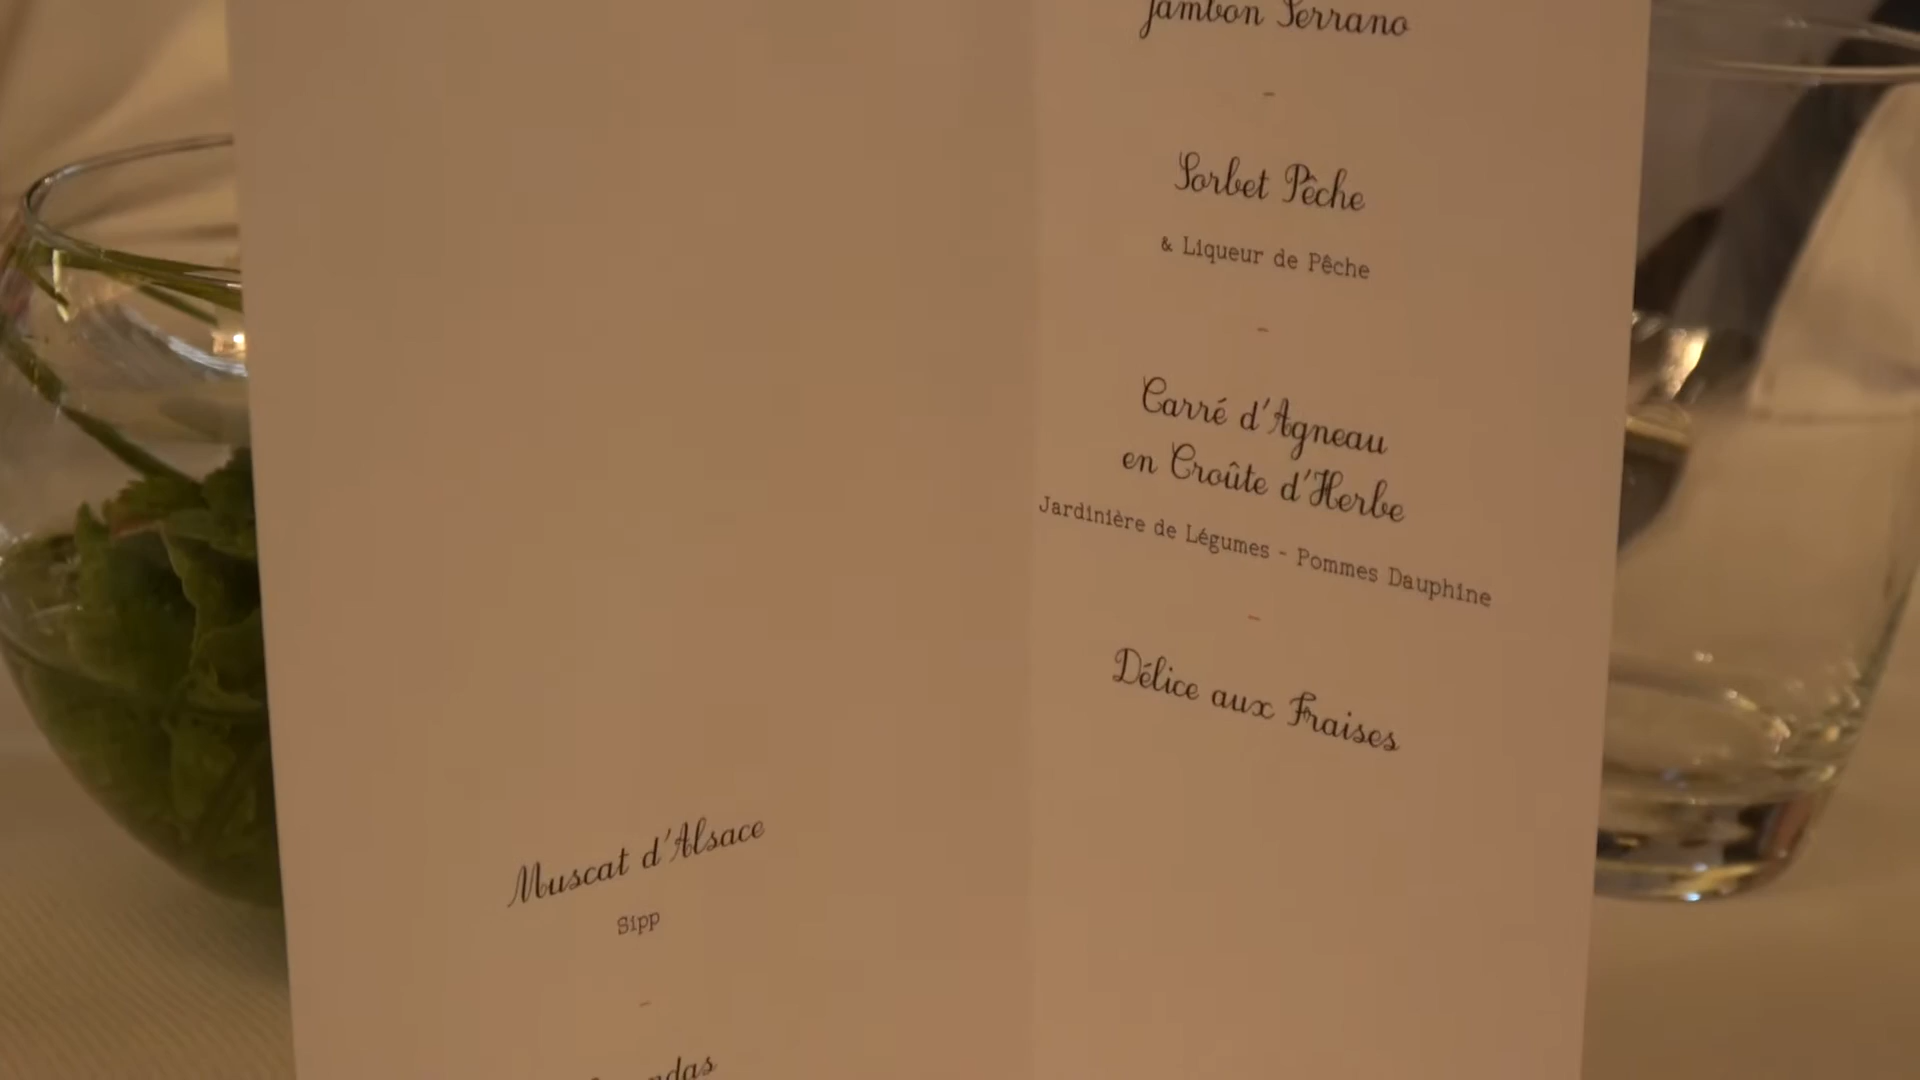 Muscat d'Alsace
Sipp
-
Jambon Serrano
-
Sorbet Pêche
& Liqueur de Pêche
-
Carré d'Agneau
en Croûte d'Herbe
Jardinière de Légumes - Pommes Dauphine
-
Délice aux Fraises